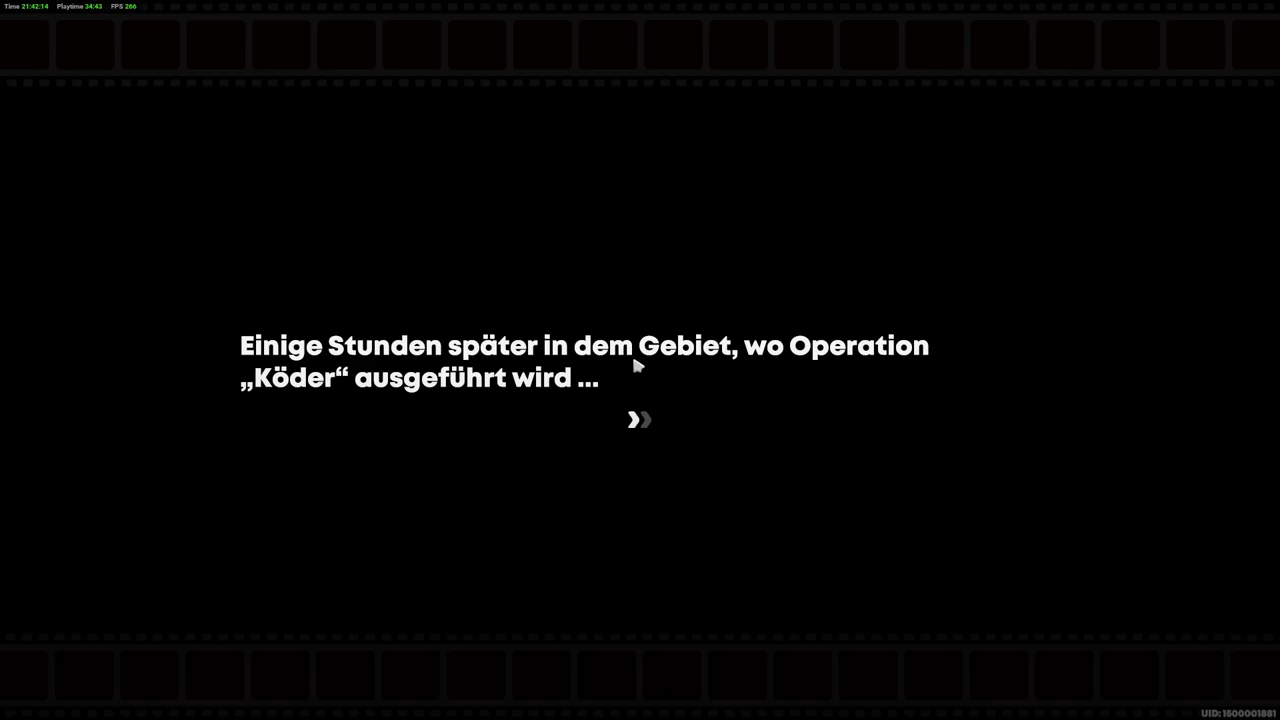 Time 21:42:14 Playtime 34:43 FPS 266
Einige Stunden später in dem Gebiet, wo Operation
„Köder“ ausgeführt wird ...
UID: 1500001881